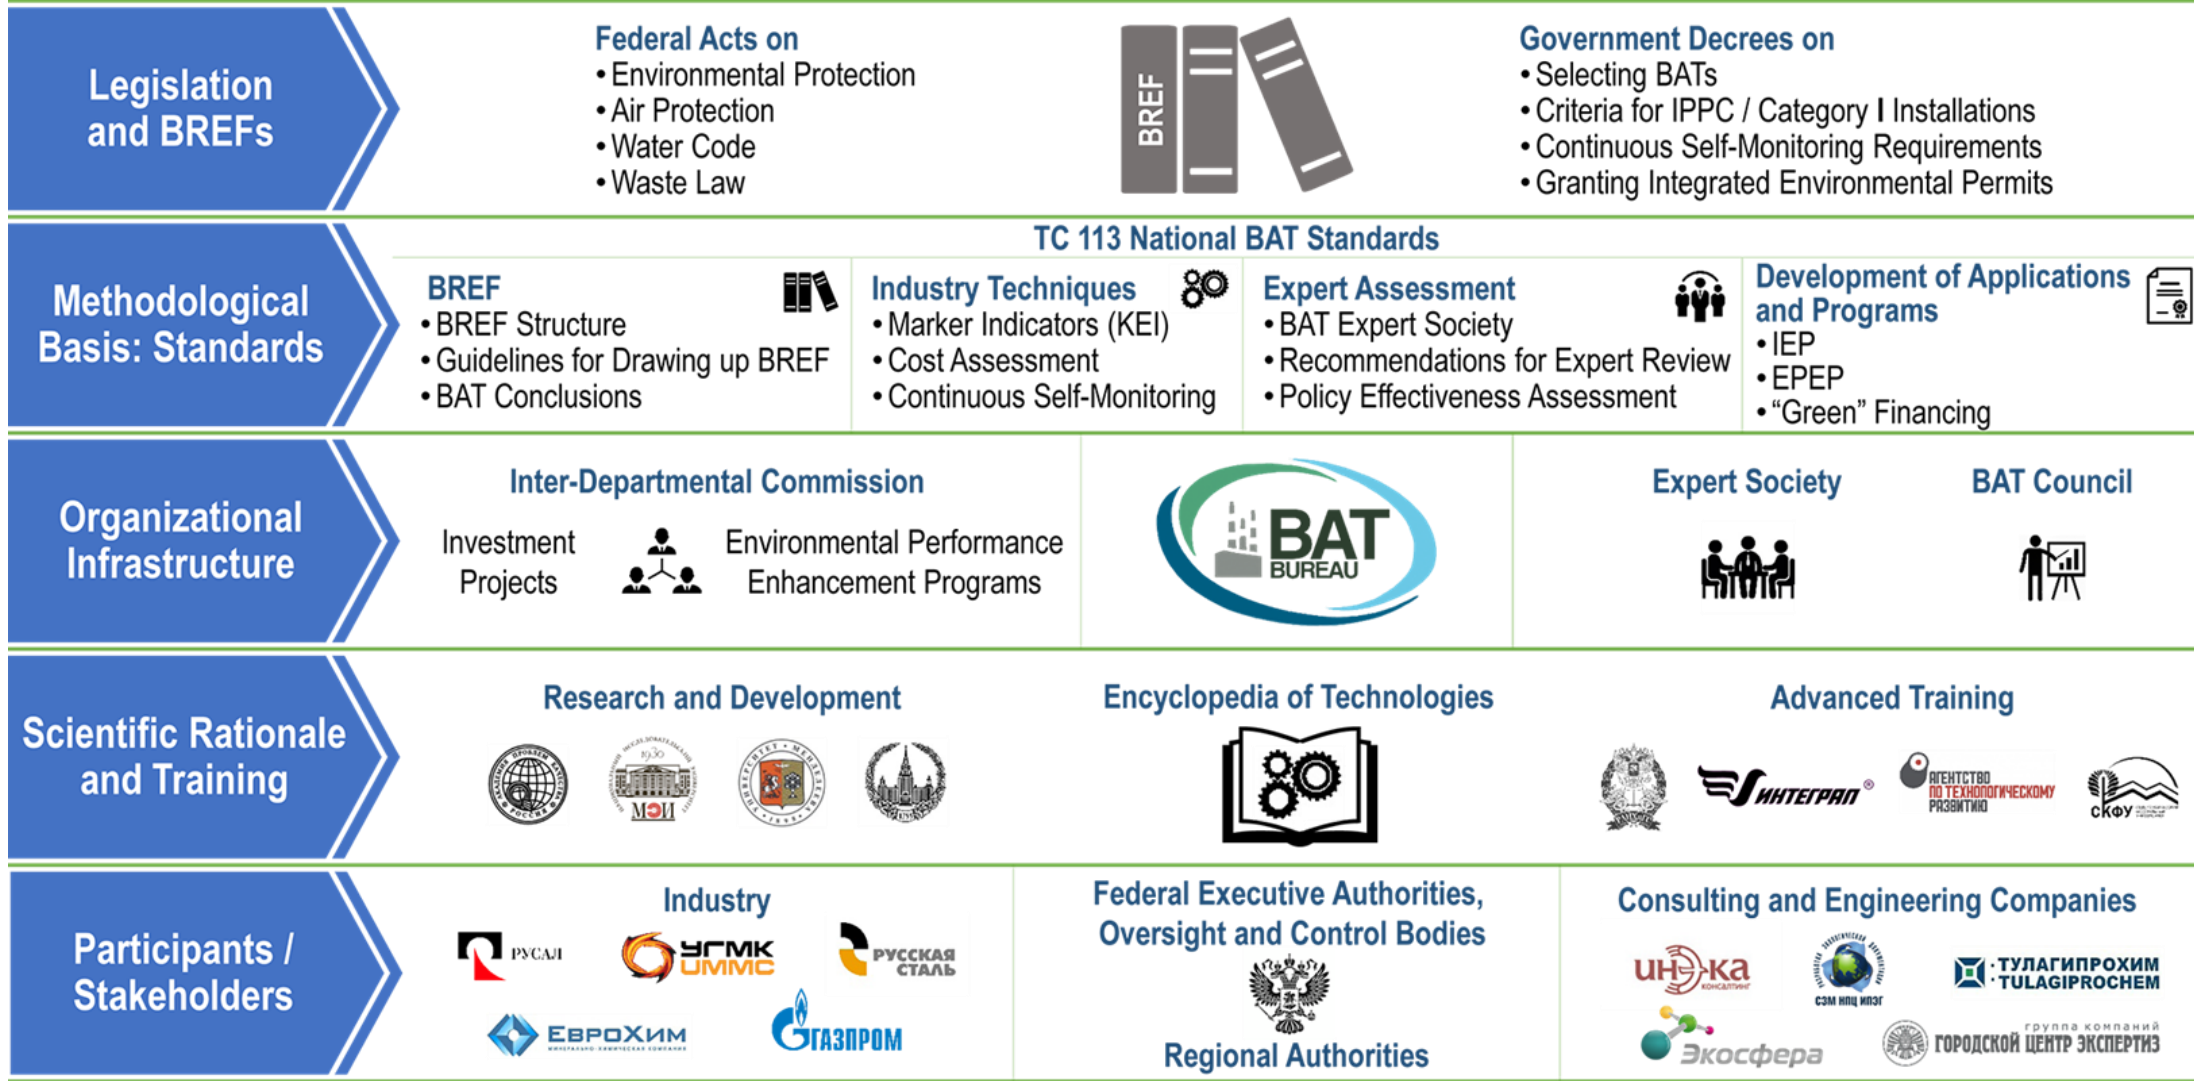 Legislation
and BREFs
Federal Acts on
• Environmental Protection
• Air Protection
• Water Code
• Waste Law
BREF
Government Decrees on
• Selecting BATs
• Criteria for IPPC / Category I Installations
• Continuous Self-Monitoring Requirements
• Granting Integrated Environmental Permits
Methodological
Basis: Standards
TC 113 National BAT Standards
BREF
• BREF Structure
• Guidelines for Drawing up BREF
• BAT Conclusions
Industry Techniques
• Marker Indicators (KEI)
• Cost Assessment
• Continuous Self-Monitoring
Expert Assessment
• BAT Expert Society
• Recommendations for Expert Review
• Policy Effectiveness Assessment
Development of Applications
and Programs
• IEP
• EPEP
• “Green” Financing
Organizational
Infrastructure
Inter-Departmental Commission
Investment
Projects
Environmental Performance
Enhancement Programs
BAT
BUREAU
Expert Society
BAT Council
Scientific Rationale
and Training
Research and Development
1930
МЭИ
Encyclopedia of Technologies
Advanced Training
ИНТЕГРАЛ ®
АГЕНТСТВО
ПО ТЕХНОЛОГИЧЕСКОМУ
РАЗВИТИЮ
СКФУ
Participants /
Stakeholders
Industry
РУСАЛ
УГМК
UMMC
РУССКАЯ
СТАЛЬ
ЕВРОХИМ
МИНЕРАЛЬНО-ХИМИЧЕСКАЯ КОМПАНИЯ
ГАЗПРОМ
Federal Executive Authorities,
Oversight and Control Bodies
Regional Authorities
Consulting and Engineering Companies
ИНЭКА
КОНСАЛТИНГ
СЭМ НПЦ ИПЭГ
ТУЛАГИПРОХИМ
TULAGIPROCHEM
Экосфера
группа компаний
ГОРОДСКОЙ ЦЕНТР ЭКСПЕРТИЗ